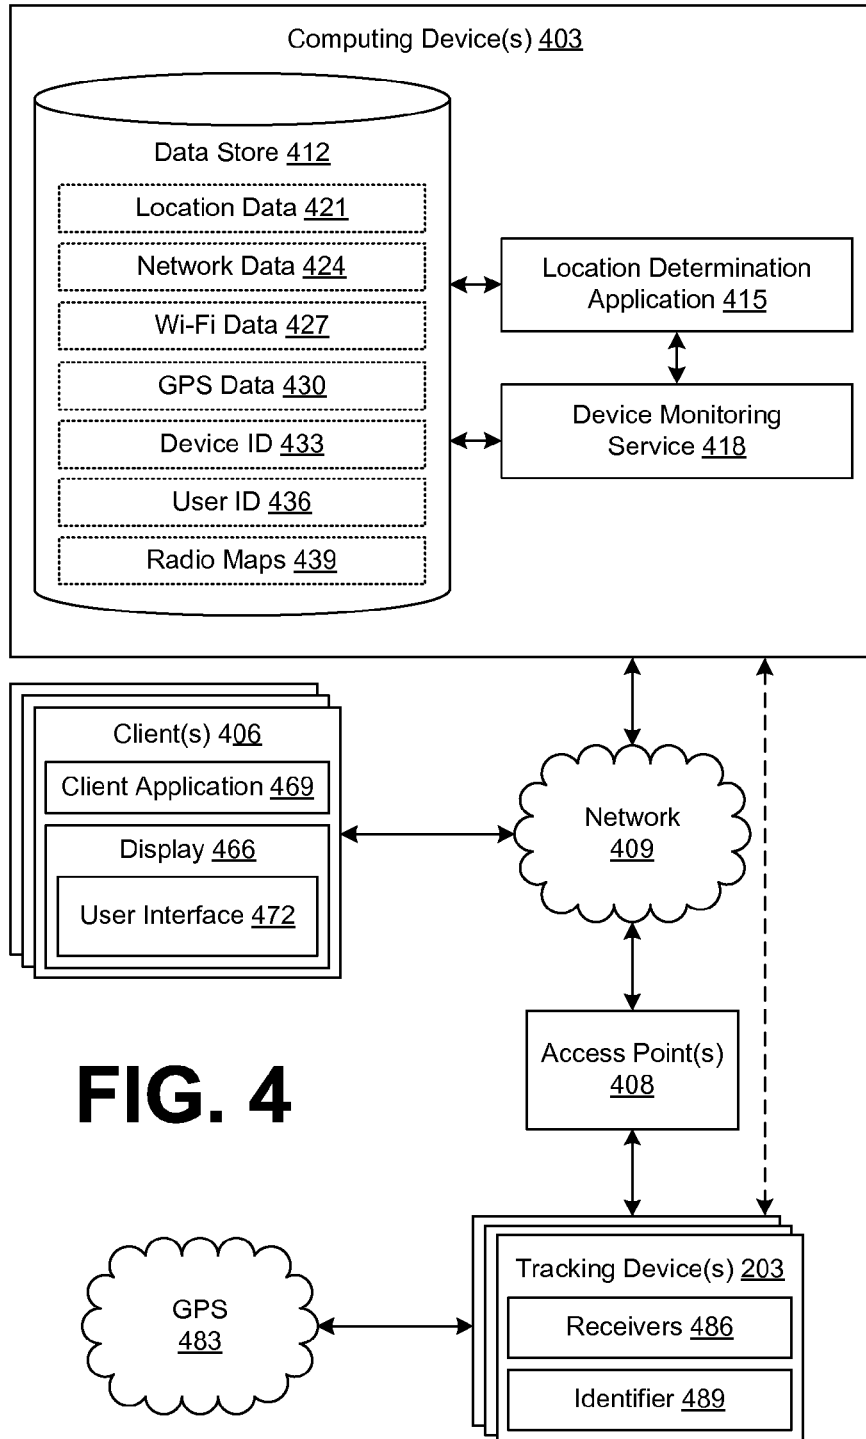 Computing Device(s) 403
Data Store 412
Location Data 421
Network Data 424
Wi-Fi Data 427
GPS Data 430
Device ID 433
User ID 436
Radio Maps 439
Location Determination
Application 415
Device Monitoring
Service 418
Client(s) 406
Client Application 469
Display 466
User Interface 472
Network
409
Access Point(s)
408
FIG. 4
GPS
483
Tracking Device(s) 203
Receivers 486
Identifier 489